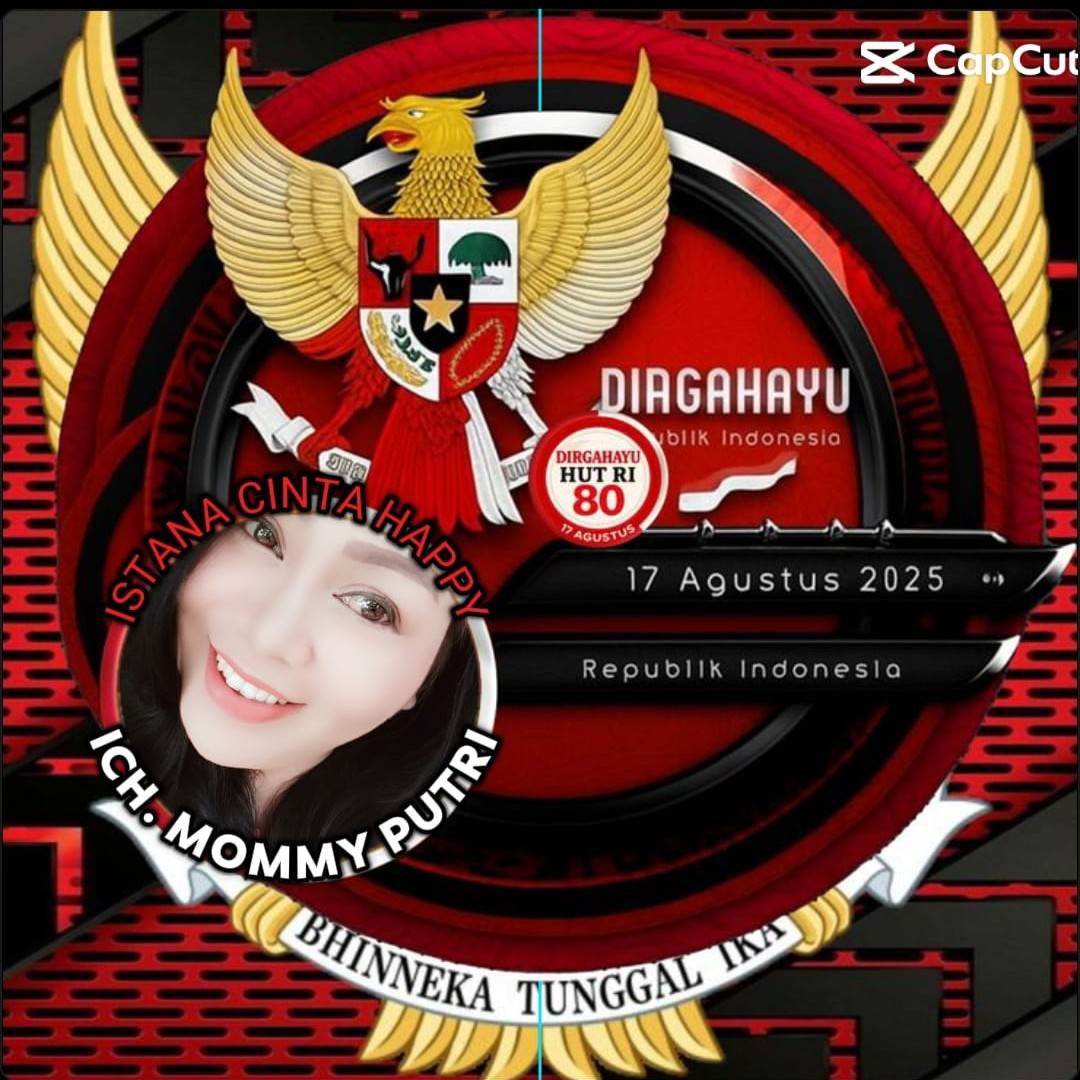 CapCut
DIRGAHAYU
ublik Indonesia
DIRGAHAYU
HUT RI
80
17 AGUSTUS
17 Agustus 2025
Republik Indonesia
ISTANA CINTA HAPPY
ICH. MOMMY PUTRI
BHINNEKA TUNGGAL IKA